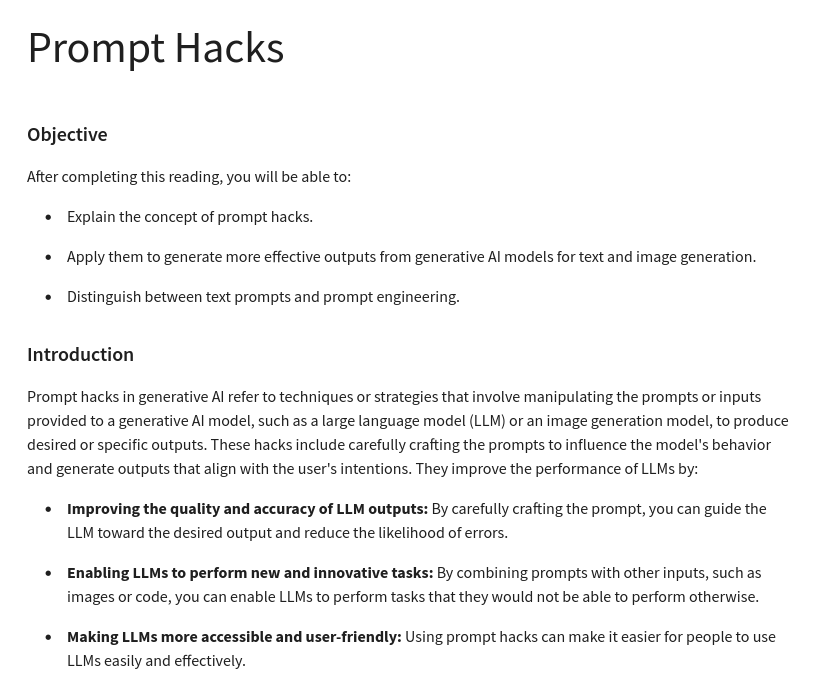 Prompt Hacks
Objective
After completing this reading, you will be able to:
• Explain the concept of prompt hacks.
• Apply them to generate more effective outputs from generative AI models for text and image generation.
• Distinguish between text prompts and prompt engineering.
Introduction
Prompt hacks in generative AI refer to techniques or strategies that involve manipulating the prompts or inputs
provided to a generative AI model, such as a large language model (LLM) or an image generation model, to produce
desired or specific outputs. These hacks include carefully crafting the prompts to influence the model's behavior
and generate outputs that align with the user's intentions. They improve the performance of LLMs by:
• Improving the quality and accuracy of LLM outputs: By carefully crafting the prompt, you can guide the
LLM toward the desired output and reduce the likelihood of errors.
• Enabling LLMs to perform new and innovative tasks: By combining prompts with other inputs, such as
images or code, you can enable LLMs to perform tasks that they would not be able to perform otherwise.
• Making LLMs more accessible and user-friendly: Using prompt hacks can make it easier for people to use
LLMs easily and effectively.